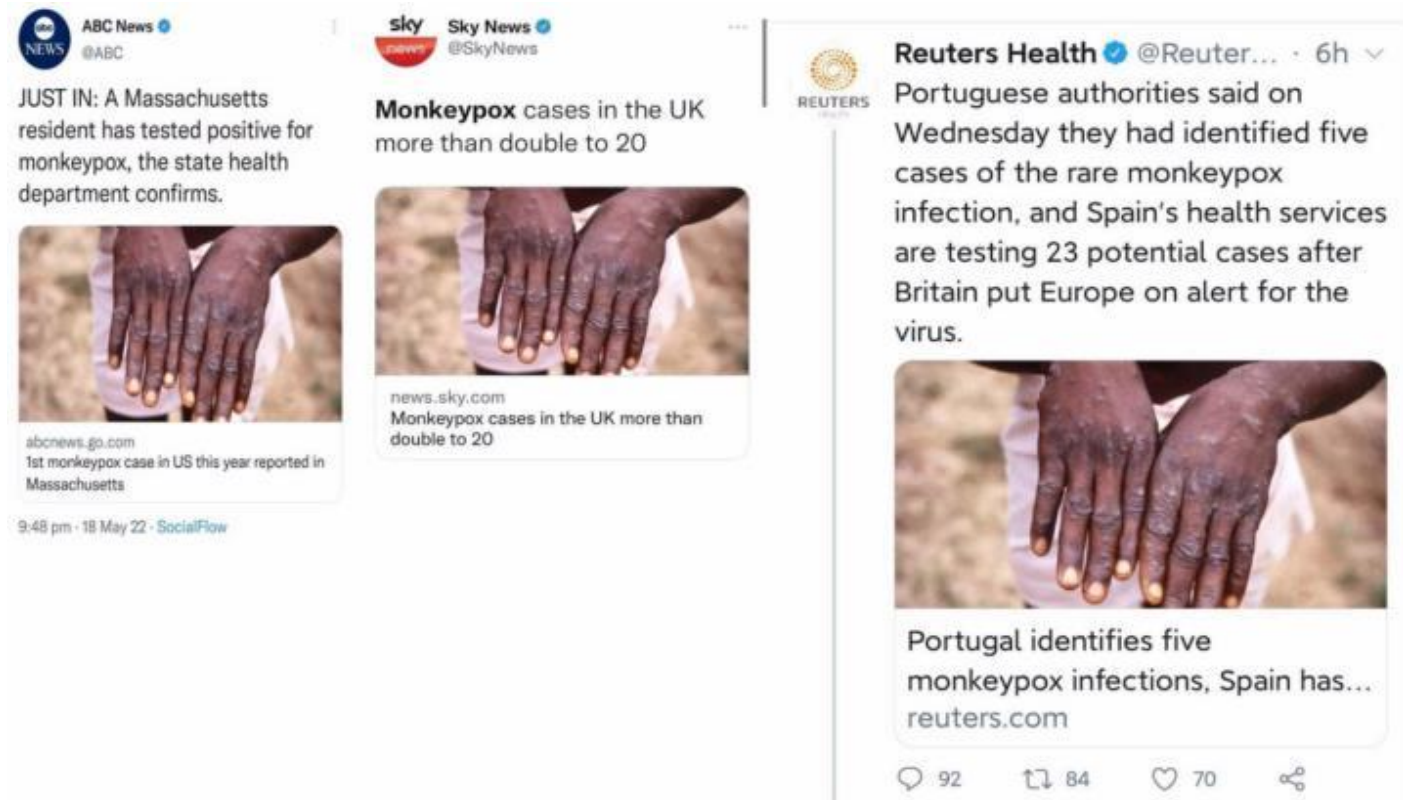 abc
NEWS
ABC News
@ABC
JUST IN: A Massachusetts
resident has tested positive for
monkeypox, the state health
department confirms.
abcnews.go.com
1st monkeypox case in US this year reported in
Massachusetts
9:48 pm · 18 May 22 · SocialFlow
sky
news
Sky News
@SkyNews
Monkeypox cases in the UK
more than double to 20
news.sky.com
Monkeypox cases in the UK more than
double to 20
REUTERS
HEALTH
Reuters Health @Reuter... · 6h
Portuguese authorities said on
Wednesday they had identified five
cases of the rare monkeypox
infection, and Spain's health services
are testing 23 potential cases after
Britain put Europe on alert for the
virus.
Portugal identifies five
monkeypox infections, Spain has...
reuters.com
92 84 70